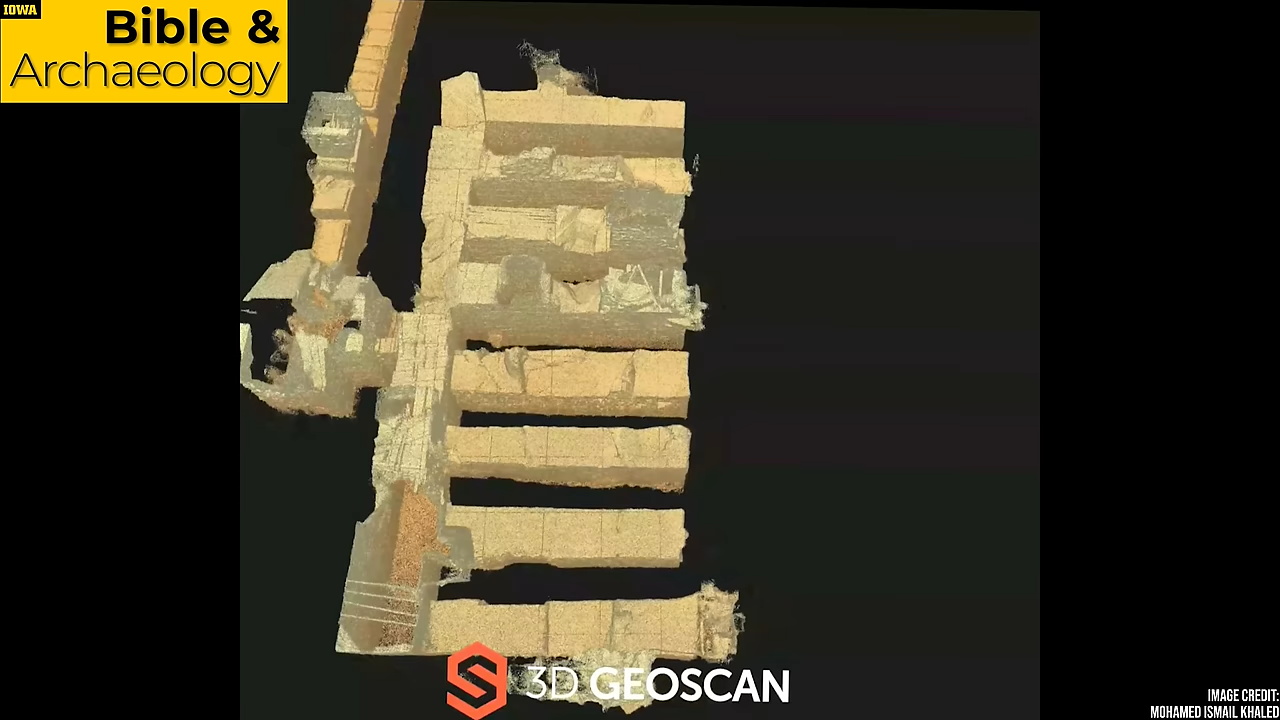 IOWA
Bible &
Archaeology
3D GEOSCAN
IMAGE CREDIT:
MOHAMED ISMAIL KHALED